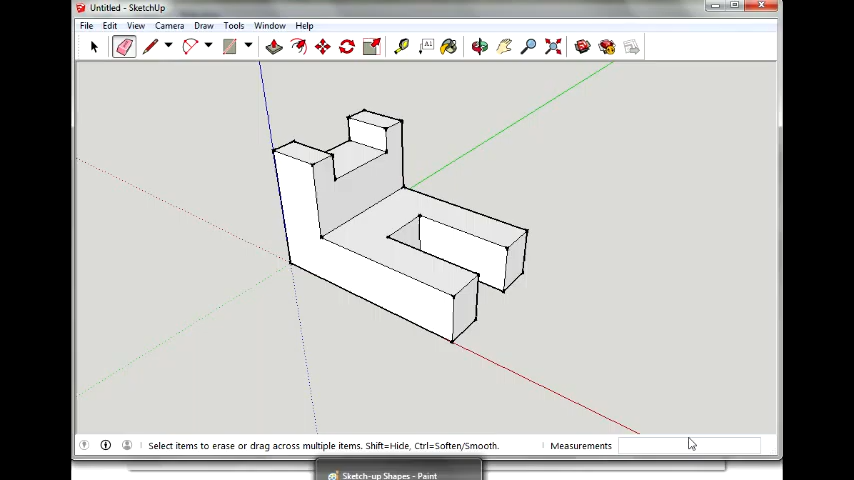 Untitled - SketchUp
File Edit View Camera Draw Tools Window Help
Select items to erase or drag across multiple items. Shift=Hide, Ctrl=Soften/Smooth.
Measurements
Sketch-up Shapes - Paint